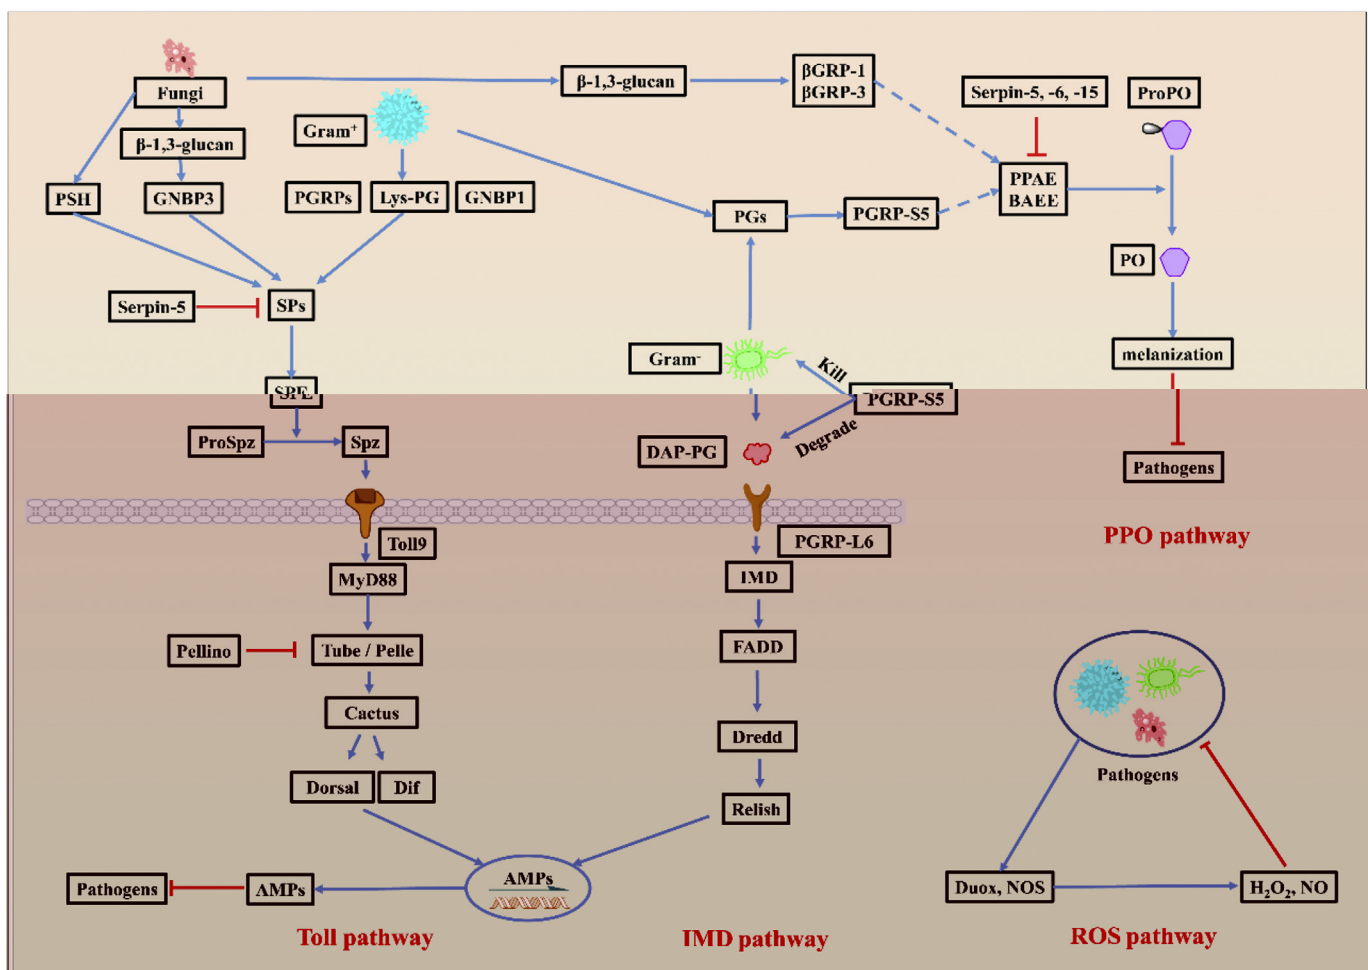 Fungi
β-1,3-glucan
βGRP-1
βGRP-3
Serpin-5, -6, -15
ProPO
Gram⁺
β-1,3-glucan
PSH
GNBP3
PGRPs
Lys-PG
GNBP1
PGs
PGRP-S5
PPAE
BAEE
PO
Serpin-5
SPs
Gram⁻
Kill
melanization
SPE
PGRP-S5
ProSpz
Spz
DAP-PG
Degrade
Pathogens
PPO pathway
Toll9
PGRP-L6
MyD88
IMD
Pellino
Tube / Pelle
FADD
Cactus
Dredd
Pathogens
Dorsal
Dif
Relish
Pathogens
AMPs
AMPs
Duox, NOS
H₂O₂, NO
Toll pathway
IMD pathway
ROS pathway